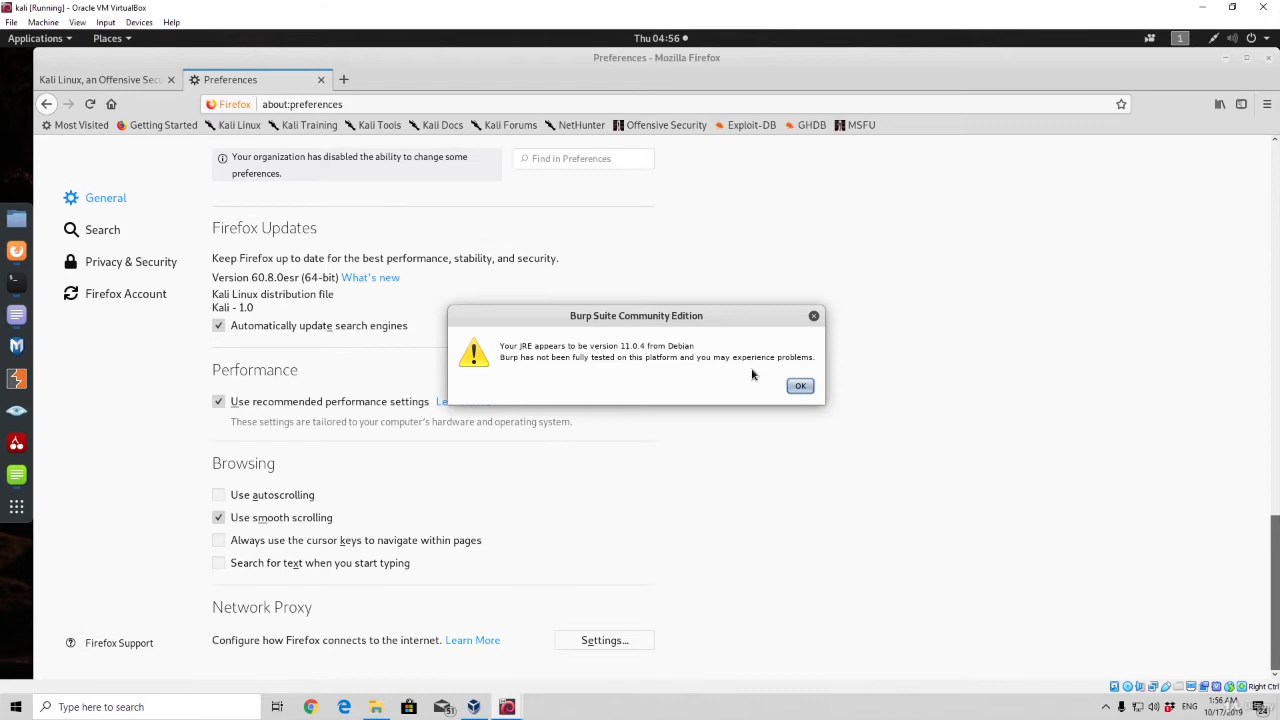 kali [Running] - Oracle VM VirtualBox
File Machine View Input Devices Help
Applications Places Thu 04:56 1
Preferences - Mozilla Firefox
Kali Linux, an Offensive Sec Preferences
Firefox about:preferences
Most Visited Getting Started Kali Linux Kali Training Kali Tools Kali Docs Kali Forums NetHunter Offensive Security Exploit-DB GHDB MSFU
Your organization has disabled the ability to change some
preferences.
Find in Preferences
General
Search
Privacy & Security
Firefox Account
Firefox Support
Firefox Updates
Keep Firefox up to date for the best performance, stability, and security.
Version 60.8.0esr (64-bit) What's new
Kali Linux distribution file
Kali - 1.0
Automatically update search engines
Performance
Use recommended performance settings
These settings are tailored to your computer's hardware and operating system.
Browsing
Use autoscrolling
Use smooth scrolling
Always use the cursor keys to navigate within pages
Search for text when you start typing
Network Proxy
Configure how Firefox connects to the internet. Learn More Settings...
Burp Suite Community Edition
Your JRE appears to be version 11.0.4 from Debian
Burp has not been fully tested on this platform and you may experience problems.
OK
Right Ctrl
Type here to search
51
ENG
1:56 AM
10/17/2019
24